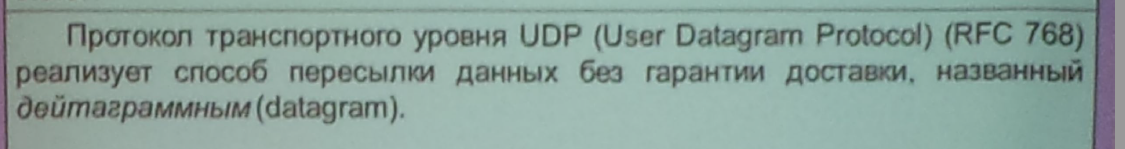 Протокол транспортного уровня UDP (User Datagram Protocol) (RFC 768)
реализует способ пересылки данных без гарантии доставки, названный
дейтаграммным (datagram).